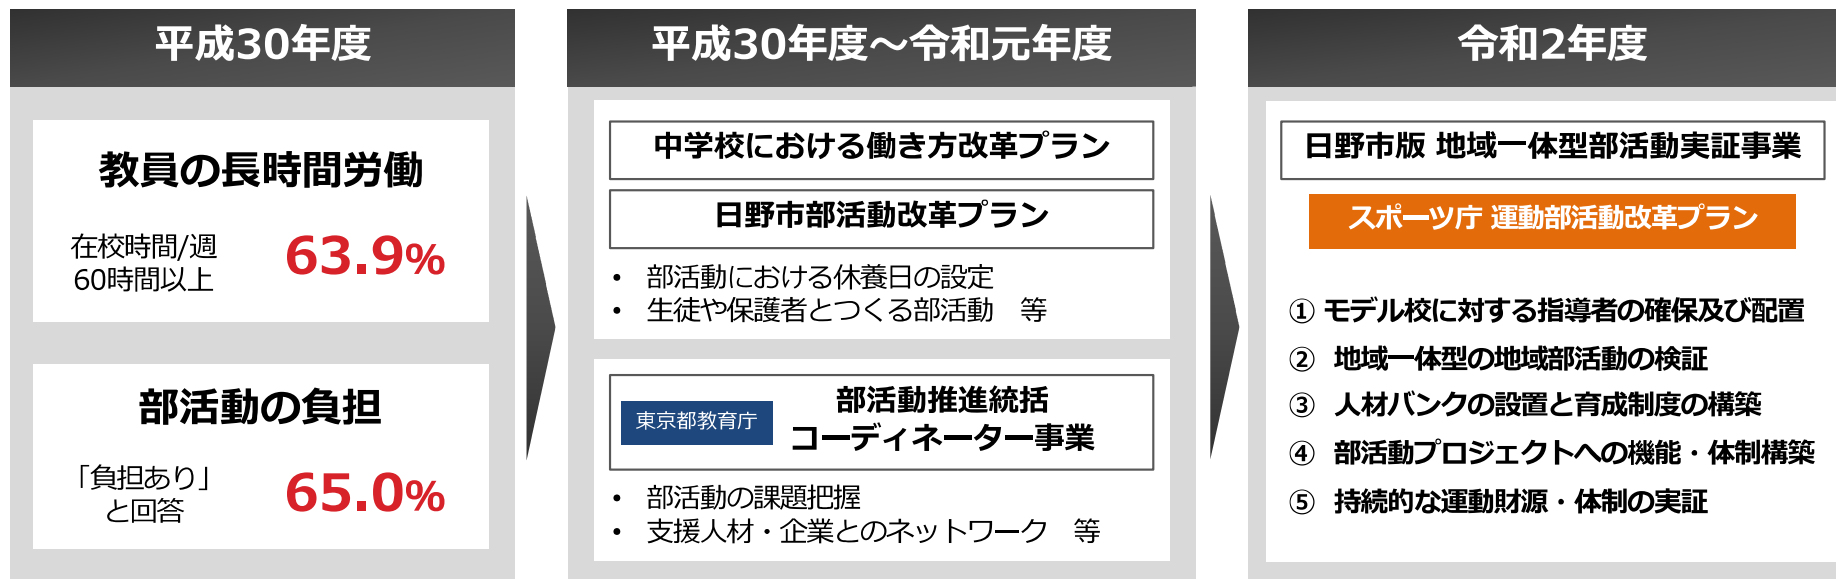 平成30年度
教員の長時間労働
在校時間/週
60時間以上
63.9%
部活動の負担
「負担あり」
と回答
65.0%
平成30年度～令和元年度
中学校における働き方改革プラン
日野市部活動改革プラン
• 部活動における休養日の設定
• 生徒や保護者とつくる部活動　等
東京都教育庁
部活動推進統括
コーディネーター事業
• 部活動の課題把握
• 支援人材・企業とのネットワーク　等
令和2年度
日野市版 地域一体型部活動実証事業
スポーツ庁 運動部活動改革プラン
① モデル校に対する指導者の確保及び配置
② 地域一体型の地域部活動の検証
③ 人材バンクの設置と育成制度の構築
④ 部活動プロジェクトへの機能・体制構築
⑤ 持続的な運動財源・体制の実証